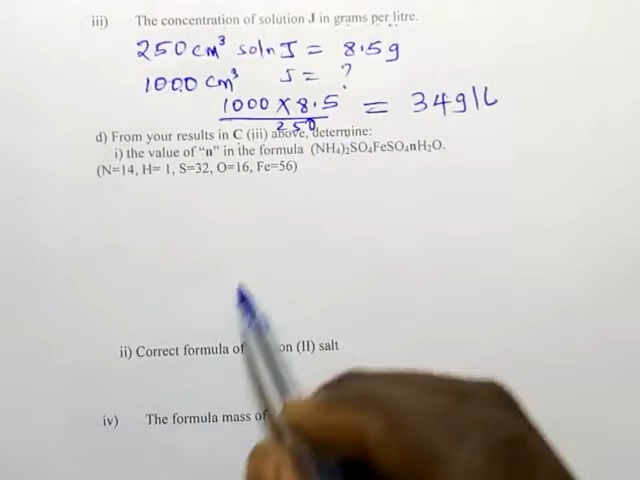 iii) The concentration of solution J in grams per litre.
250 cm³ soln J = 8.5g
1000 cm³ J = ?
1000 × 8.5 = 34g/L
250
d) From your results in C (iii) above, determine:
i) the value of "n" in the formula (NH₄)₂SO₄FeSO₄nH₂O.
(N=14, H= 1, S=32, O=16, Fe=56)
ii) Correct formula of on (II) salt
iv) The formula mass of